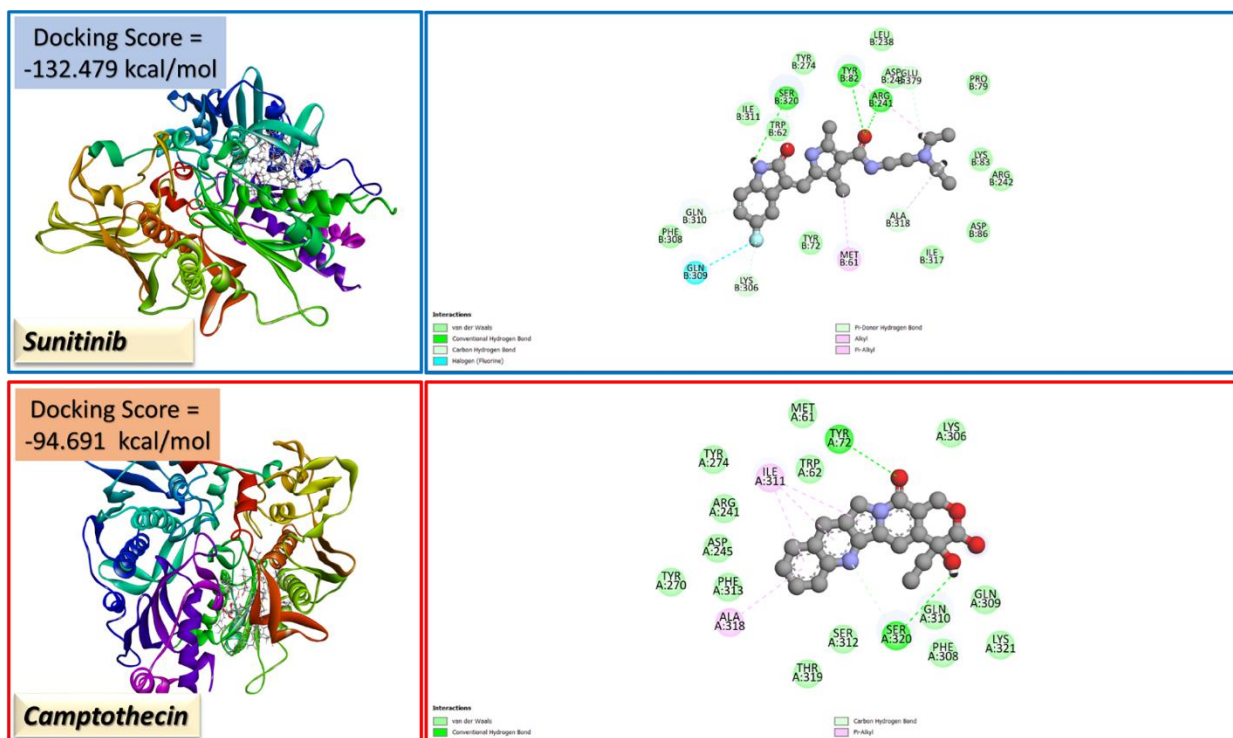 Docking Score =
-132.479 kcal/mol
Sunitinib
LEU
B:238
TYR
B:274
TYR
B:82
GLU
B:379
ASP
PRO
B:79
SER
B:320
ARG
B:241
ILE
B:311
TRP
B:62
LYS
B:83
ARG
B:242
GLN
B:310
ALA
B:318
PHE
B:308
ASP
B:86
TYR
B:72
ILE
B:317
MET
B:61
GLN
B:309
LYS
B:306
Interactions
van der Waals
Conventional Hydrogen Bond
Carbon Hydrogen Bond
Halogen (Fluorine)
Pi-Donor Hydrogen Bond
Alkyl
Pi-Alkyl
Docking Score =
-94.691 kcal/mol
Camptothecin
MET
A:61
TYR
A:72
LYS
A:306
TYR
A:274
ILE
A:311
TRP
A:62
ARG
A:241
ASP
A:245
TYR
A:270
PHE
A:313
ALA
A:318
GLN
A:309
GLN
A:310
SER
A:312
SER
A:320
PHE
A:308
LYS
A:321
THR
A:319
Interactions
van der Waals
Conventional Hydrogen Bond
Carbon Hydrogen Bond
Pi-Alkyl